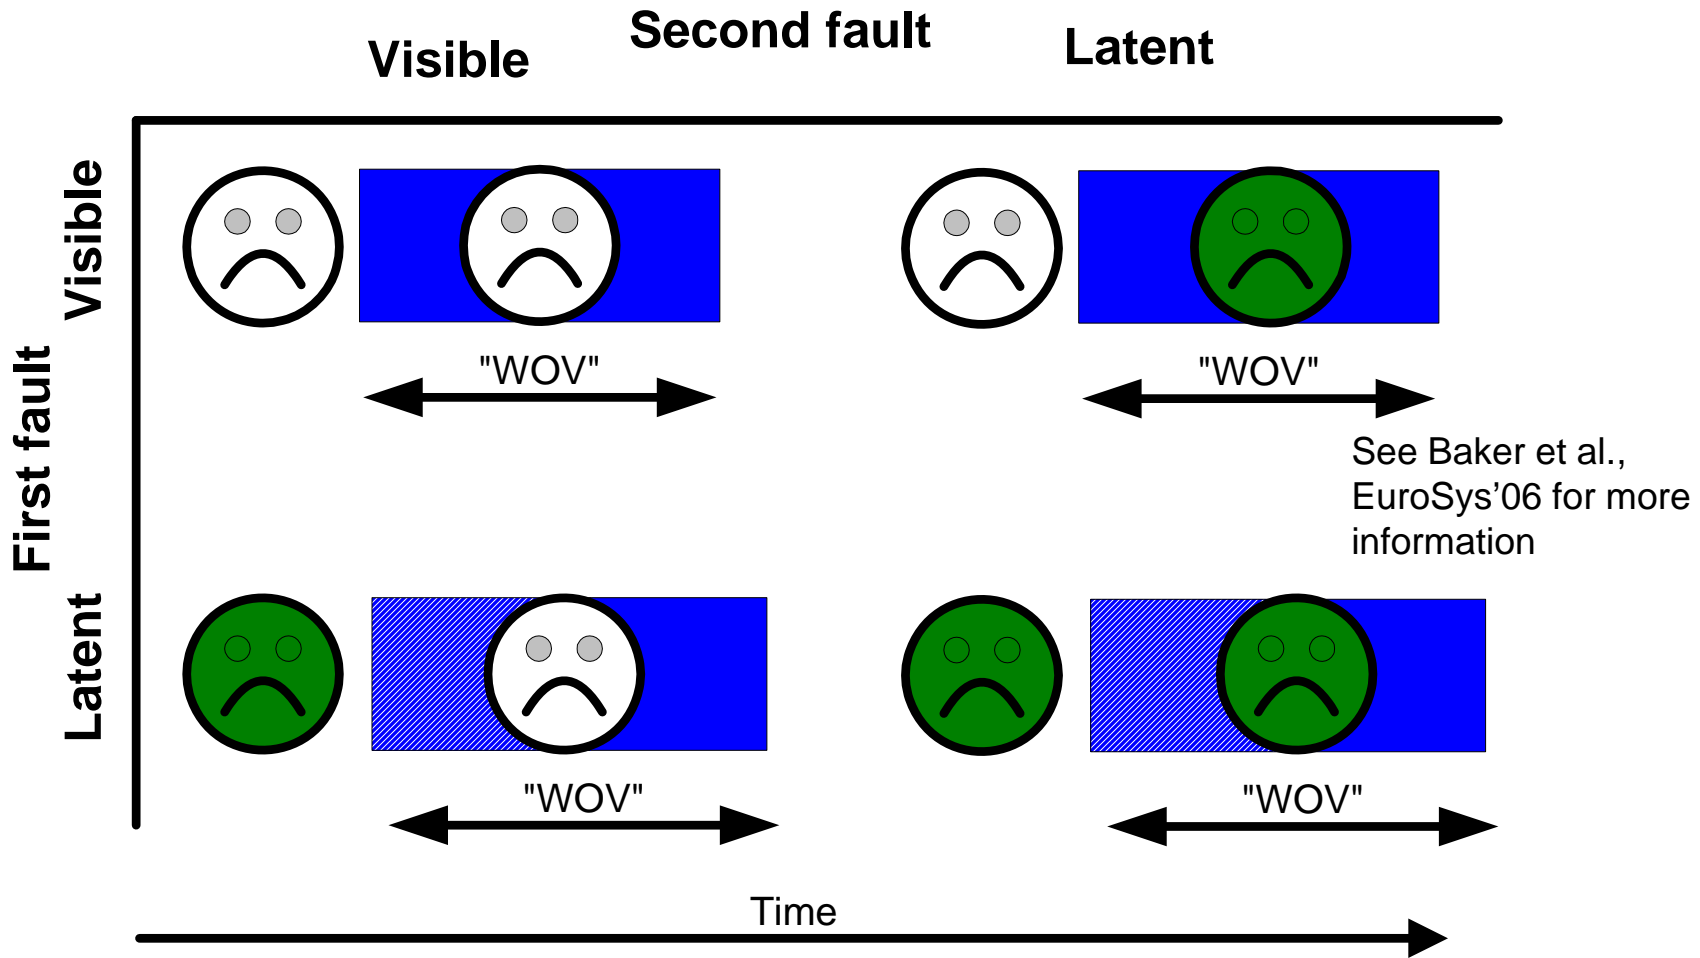 Second fault
Visible
Latent
First fault
Visible
"WOV"
"WOV"
See Baker et al.,
EuroSys’06 for more
information
Latent
"WOV"
"WOV"
Time